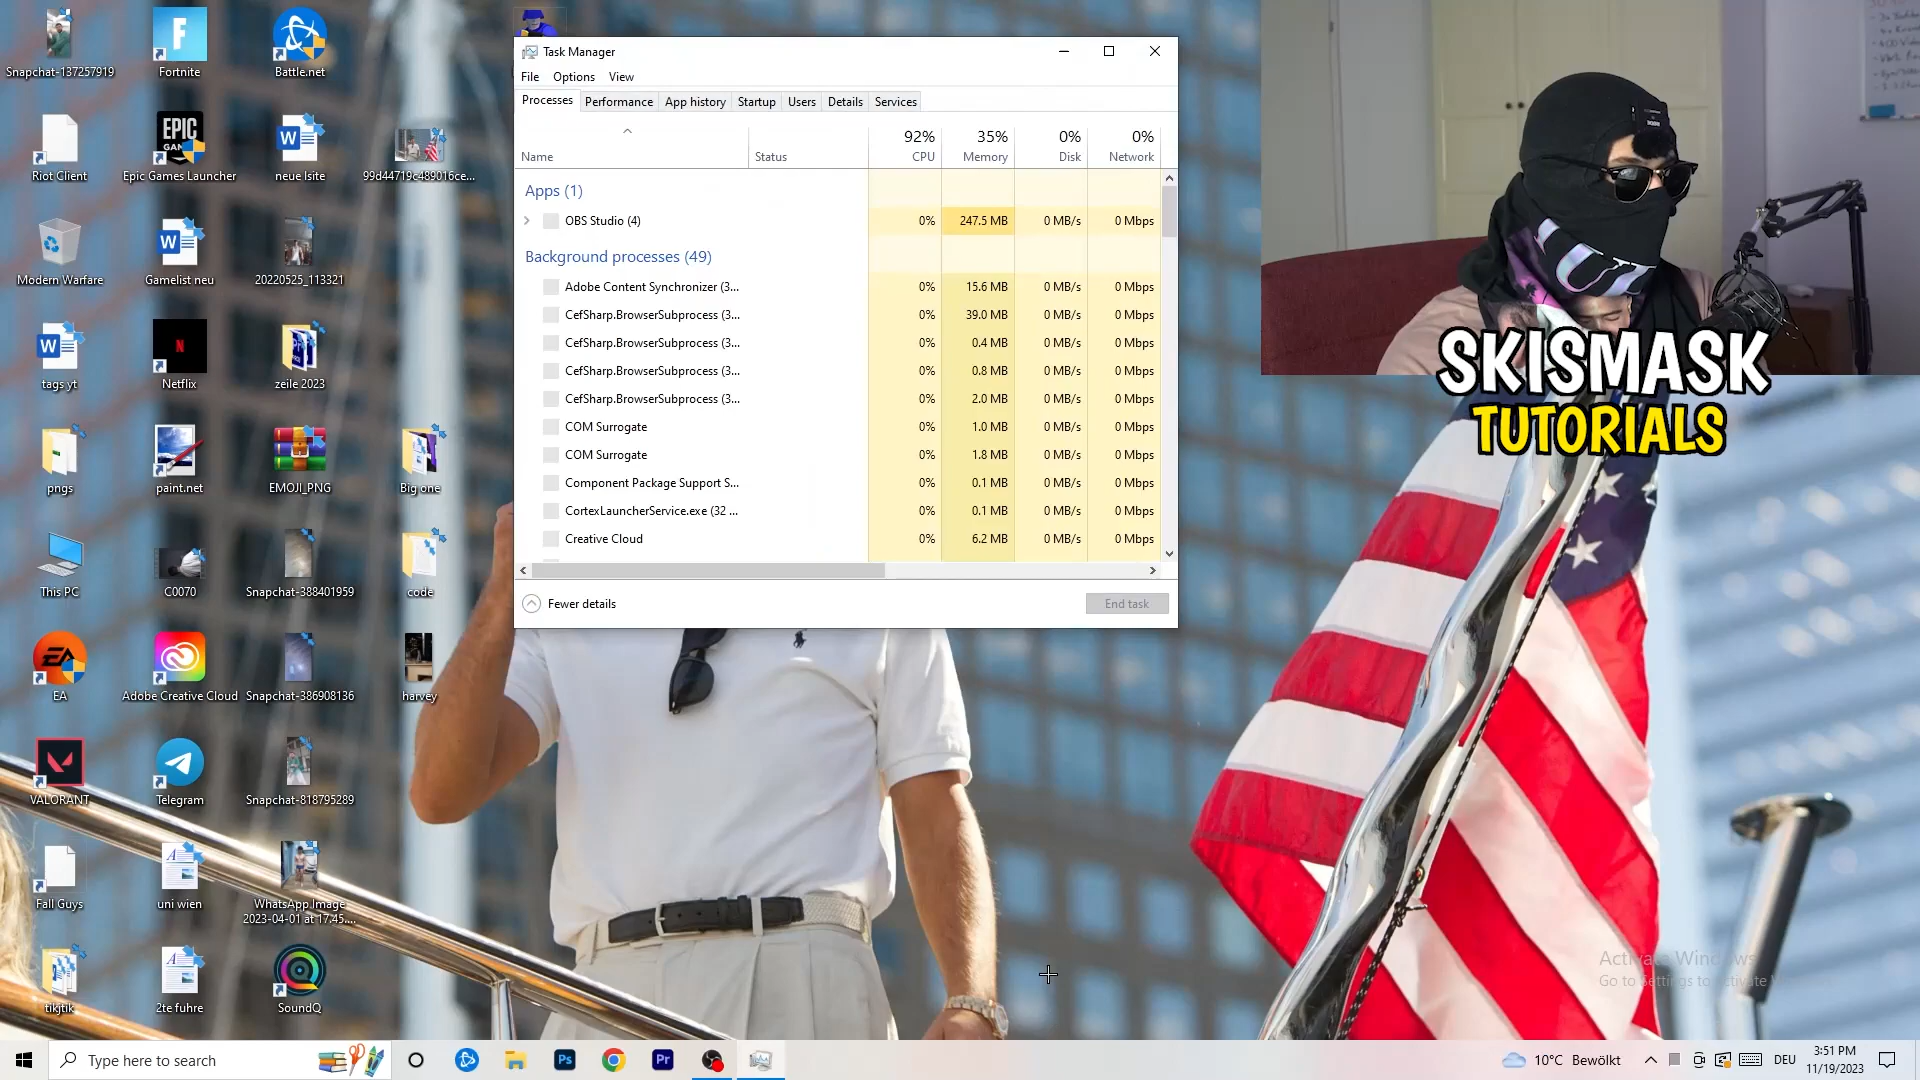 Snapchat-137257919
Fortnite
Battle.net
Riot Client
EPIC
Epic Games Launcher
neue lsite
99d44719c489016ce...
Modern Warfare
Gamelist neu
20220525_113321
tags yt
Netflix
zeile 2023
pngs
paint.net
EMOJI_PNG
Big one
This PC
C0070
Snapchat-388401959
code
EA
Adobe Creative Cloud
Snapchat-386908136
harvey
VALORANT
Telegram
Snapchat-818795289
Fall Guys
uni wien
WhatsApp Image
2023-04-01 at 17.45....
tikjtik
2te fuhre
SoundQ
Task Manager
File Options View
Processes Performance App history Startup Users Details Services
92% 35% 0% 0%
Name Status CPU Memory Disk Network
Apps (1)
OBS Studio (4) 0% 247.5 MB 0 MB/s 0 Mbps
Background processes (49)
Adobe Content Synchronizer (3... 0% 15.6 MB 0 MB/s 0 Mbps
CefSharp.BrowserSubprocess (3... 0% 39.0 MB 0 MB/s 0 Mbps
CefSharp.BrowserSubprocess (3... 0% 0.4 MB 0 MB/s 0 Mbps
CefSharp.BrowserSubprocess (3... 0% 0.8 MB 0 MB/s 0 Mbps
CefSharp.BrowserSubprocess (3... 0% 2.0 MB 0 MB/s 0 Mbps
COM Surrogate 0% 1.0 MB 0 MB/s 0 Mbps
COM Surrogate 0% 1.8 MB 0 MB/s 0 Mbps
Component Package Support S... 0% 0.1 MB 0 MB/s 0 Mbps
CortexLauncherService.exe (32 ... 0% 0.1 MB 0 MB/s 0 Mbps
Creative Cloud 0% 6.2 MB 0 MB/s 0 Mbps
Fewer details
End task
SKISMASK
TUTORIALS
Activate Windows
Go to Settings to activate
Type here to search
Ps
Pr
10°C Bewölkt
DEU
3:51 PM
11/19/2023